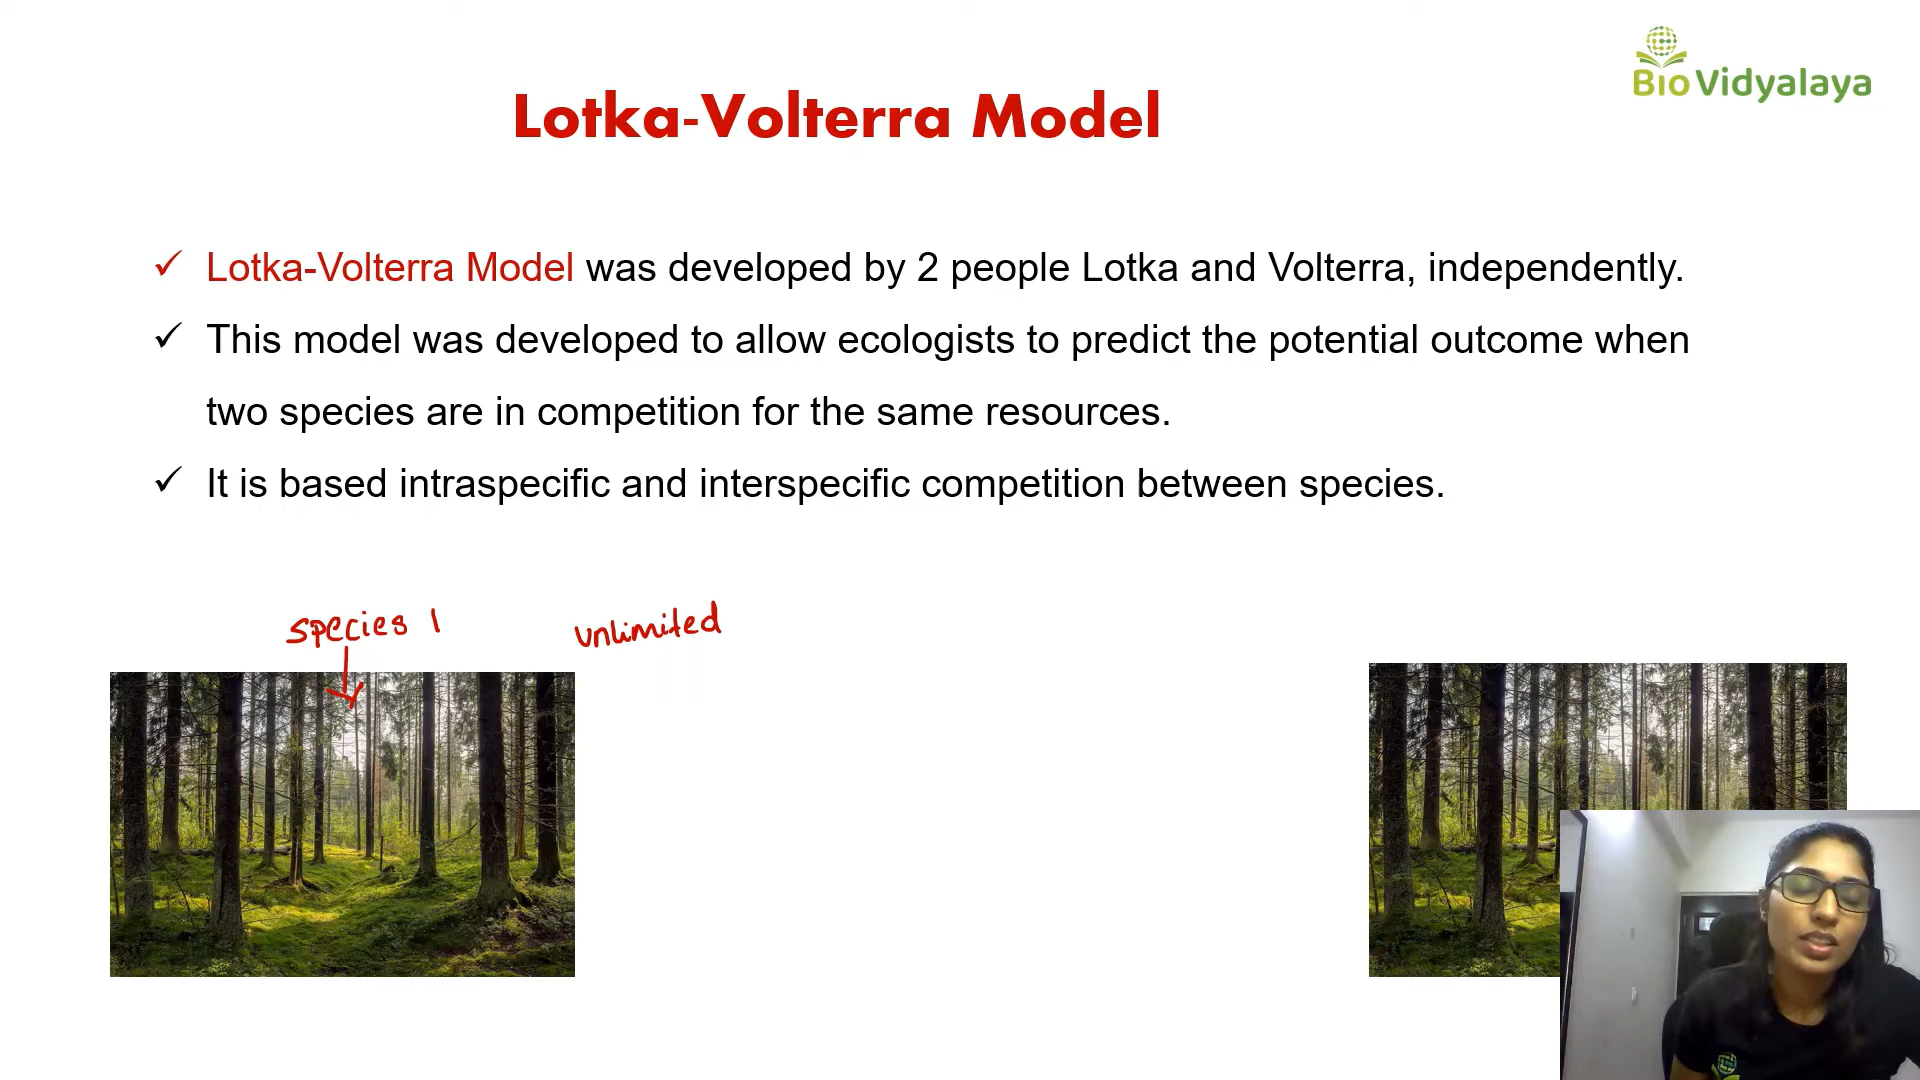 Bio Vidyalaya
Lotka-Volterra Model
Lotka-Volterra Model was developed by 2 people Lotka and Volterra, independently.
This model was developed to allow ecologists to predict the potential outcome when
two species are in competition for the same resources.
It is based intraspecific and interspecific competition between species.
species 1
unlimited